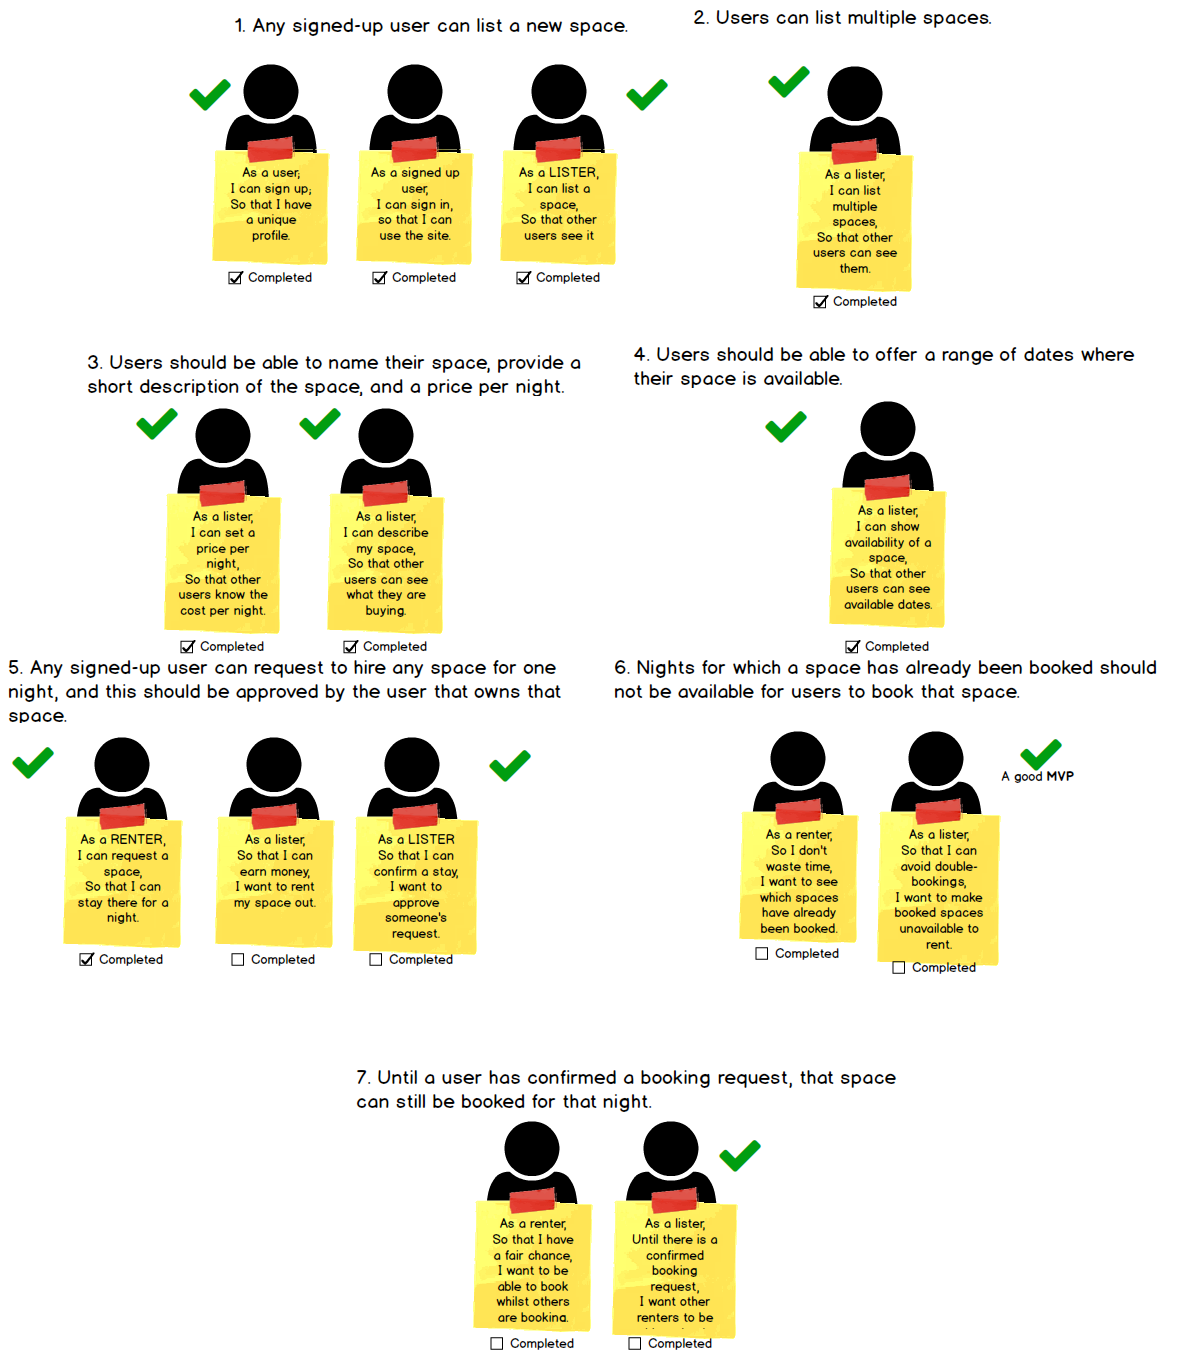 1. Any signed-up user can list a new space.
As a user;
I can sign up;
So that I have
a unique
profile.
Completed
As a signed up
user,
I can sign in,
so that I can
use the site.
Completed
As a LISTER,
I can list a
space,
So that other
users see it
Completed
2. Users can list multiple spaces.
As a lister,
I can list
multiple
spaces,
So that other
users can see
them.
Completed
3. Users should be able to name their space, provide a
short description of the space, and a price per night.
As a lister,
I can set a
price per
night,
So that other
users know the
cost per night.
Completed
As a lister,
I can describe
my space,
So that other
users can see
what they are
buying.
Completed
4. Users should be able to offer a range of dates where
their space is available.
As a lister,
I can show
availability of a
space,
So that other
users can see
available dates.
Completed
5. Any signed-up user can request to hire any space for one
night, and this should be approved by the user that owns that
space.
As a RENTER,
I can request a
space,
So that I can
stay there for a
night.
Completed
As a lister,
So that I can
earn money,
I want to rent
my space out.
Completed
As a LISTER
So that I can
confirm a stay,
I want to
approve
someone's
request.
Completed
6. Nights for which a space has already been booked should
not be available for users to book that space.
As a renter,
So I don't
waste time,
I want to see
which spaces
have already
been booked.
Completed
As a lister,
So that I can
avoid double-
bookings,
I want to make
booked spaces
unavailable to
rent.
Completed
A good MVP
7. Until a user has confirmed a booking request, that space
can still be booked for that night.
As a renter,
So that I have
a fair chance,
I want to be
able to book
whilst others
are booking.
Completed
As a lister,
Until there is a
confirmed
booking
request,
I want other
renters to be
Completed